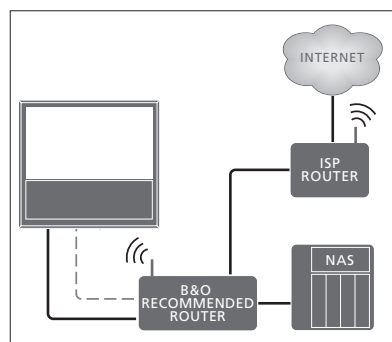 INTERNET
ISP
ROUTER
NAS
B&O
RECOMMENDED
ROUTER